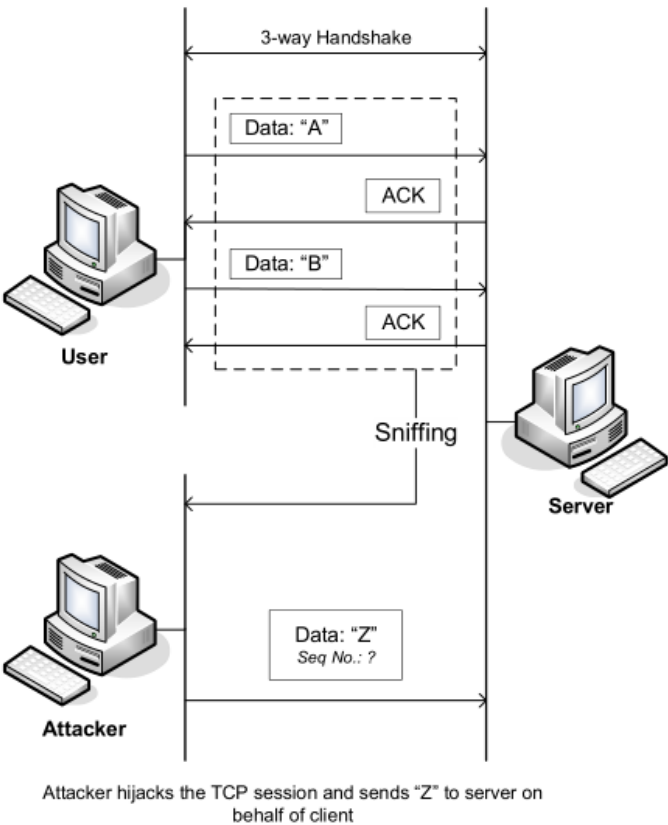 3-way Handshake
Data: “A”
ACK
Data: “B”
ACK
User
Sniffing
Server
Data: “Z”
Seq No.: ?
Attacker
Attacker hijacks the TCP session and sends “Z” to server on
behalf of client